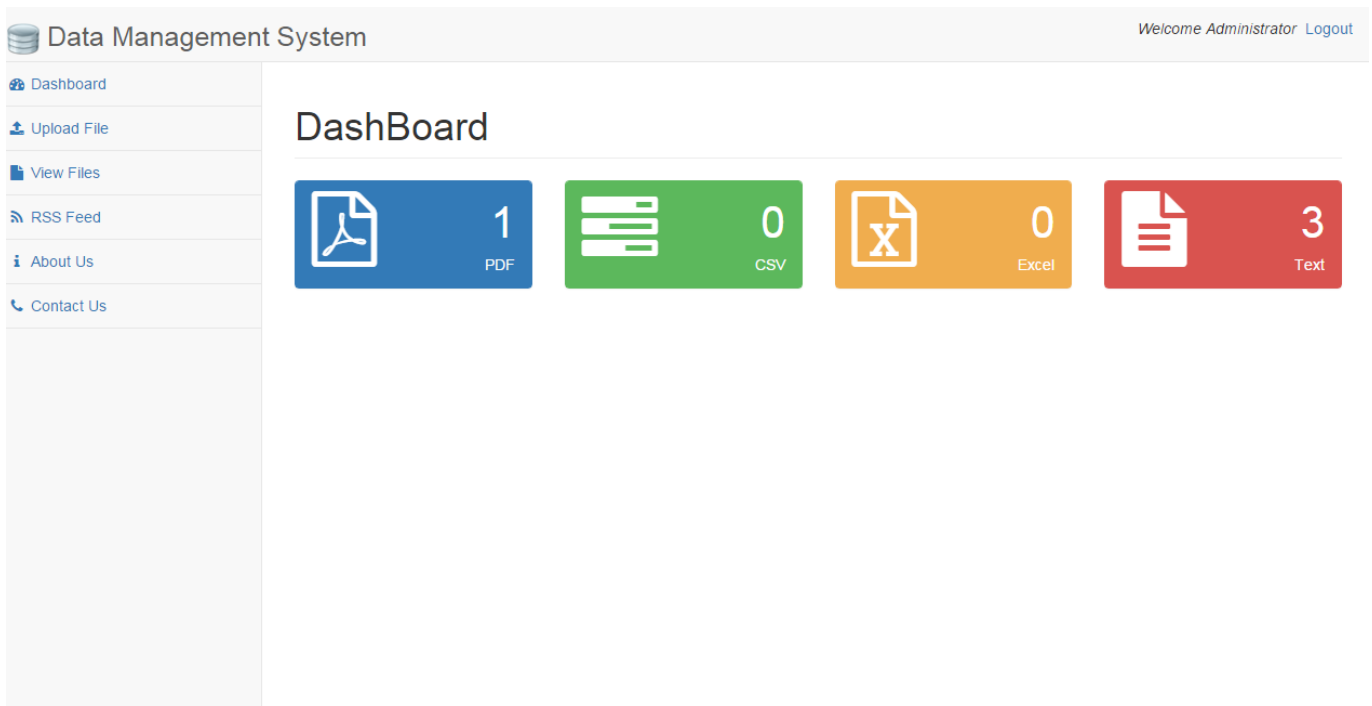 Data Management System
Welcome Administrator Logout
Dashboard
Upload File
View Files
RSS Feed
About Us
Contact Us
DashBoard
1
PDF
0
CSV
0
Excel
3
Text